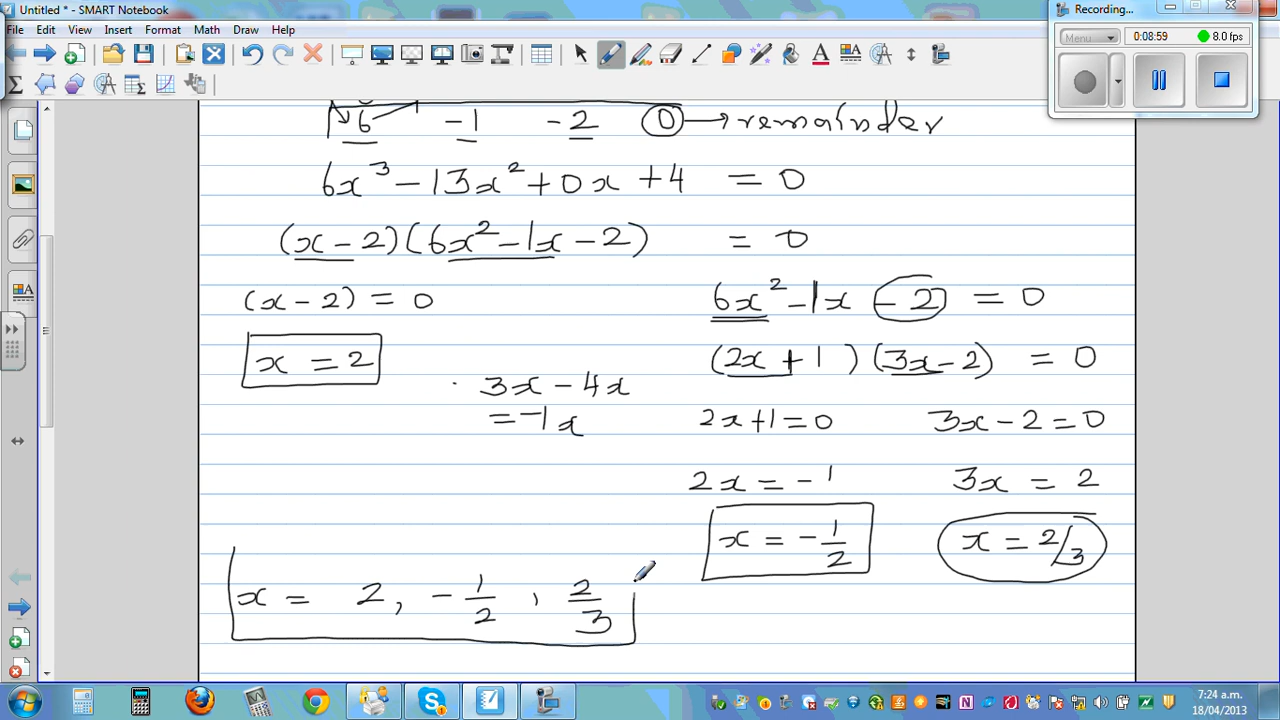 Untitled * - SMART Notebook
File Edit View Insert Format Math Draw Help
Recording...
Menu 0:08:59 8.0 fps
6 -1 -2 0 → remainder
6x³ - 13x² + 0x + 4 = 0
(x - 2)(6x² - 1x - 2) = 0
(x - 2) = 0
6x² - 1x - 2 = 0
x = 2
(2x + 1)(3x - 2) = 0
3x - 4x
= -1x
2x + 1 = 0 3x - 2 = 0
2x = -1 3x = 2
x = -1/2 x = 2/3
x = 2, -1/2, 2/3
7:24 a.m.
18/04/2013